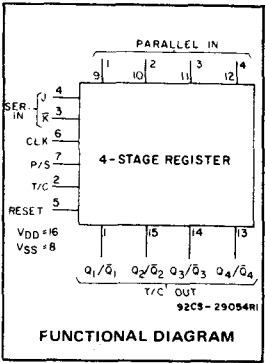 PARALLEL IN
1 2 3 4
9 10 11 12
J 4
SER. IN
K̅ 3
CLK 6
P/S 7
T/C 2
RESET 5
4-STAGE REGISTER
VDD=16
VSS=8
1 15 14 13
Q1/Q̅1 Q2/Q̅2 Q3/Q̅3 Q4/Q̅4
T/C OUT
92CS-29054R1
FUNCTIONAL DIAGRAM